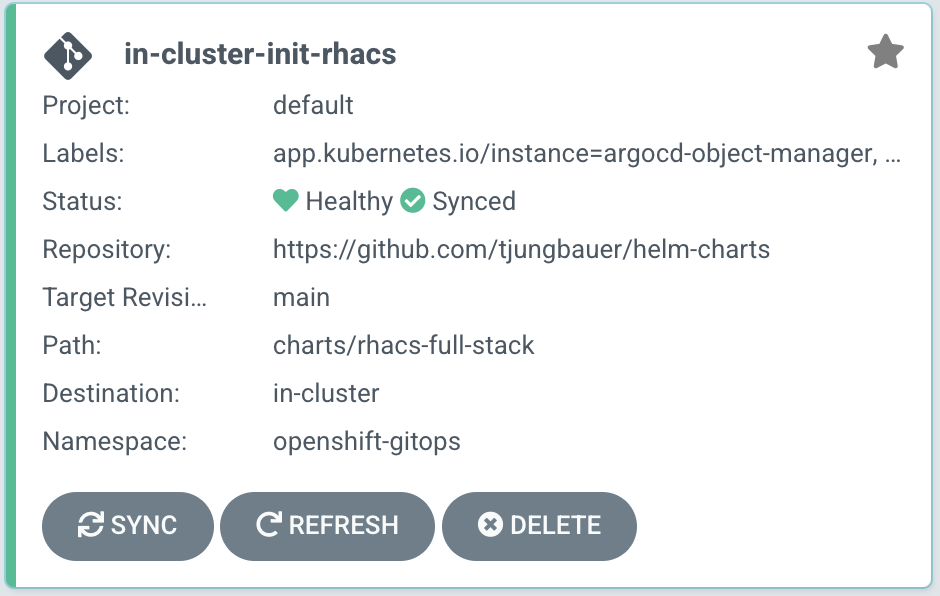 in-cluster-init-rhacs
Project: default
Labels: app.kubernetes.io/instance=argocd-object-manager, ...
Status: Healthy Synced
Repository: https://github.com/tjungbauer/helm-charts
Target Revisi... main
Path: charts/rhacs-full-stack
Destination: in-cluster
Namespace: openshift-gitops
SYNC REFRESH DELETE